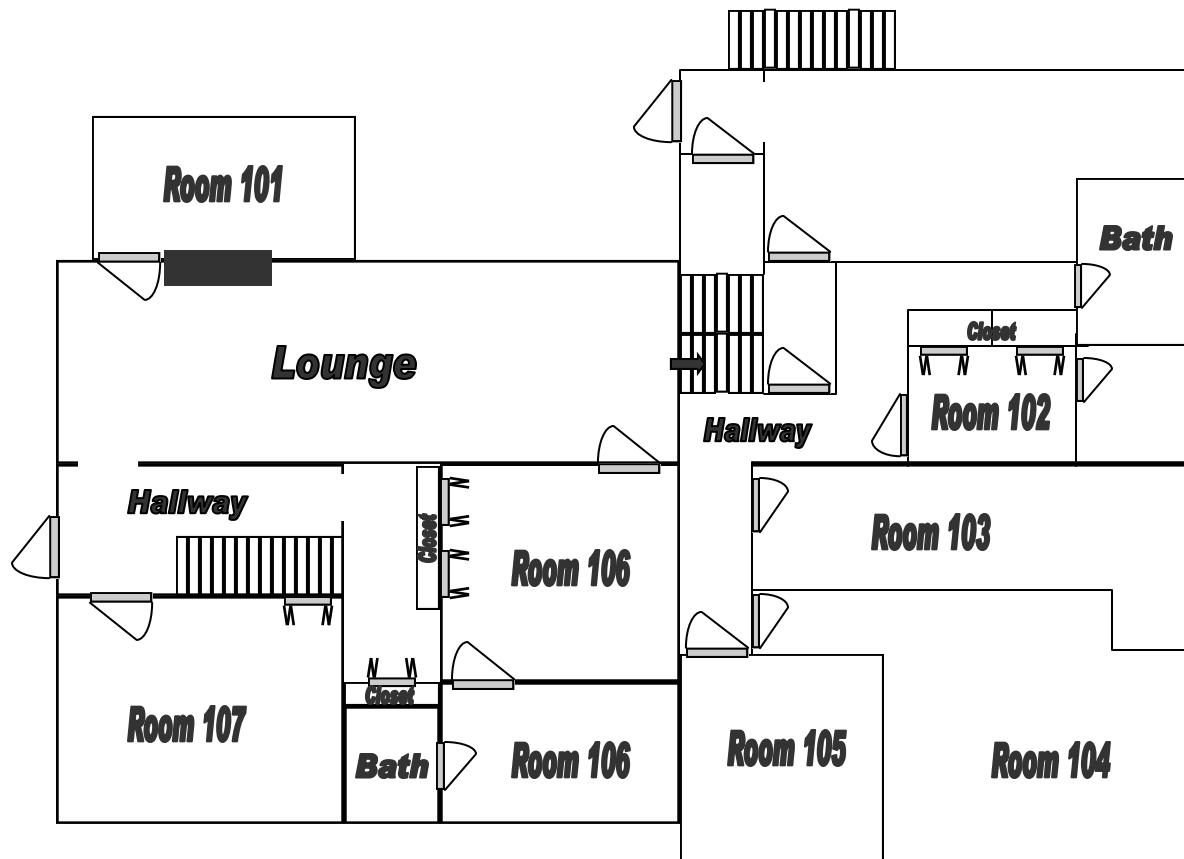 Room 101
Bath
Closet
Lounge
Room 102
Hallway
Hallway
Closet
Room 103
Room 106
Closet
Room 107
Bath
Room 106
Room 105
Room 104